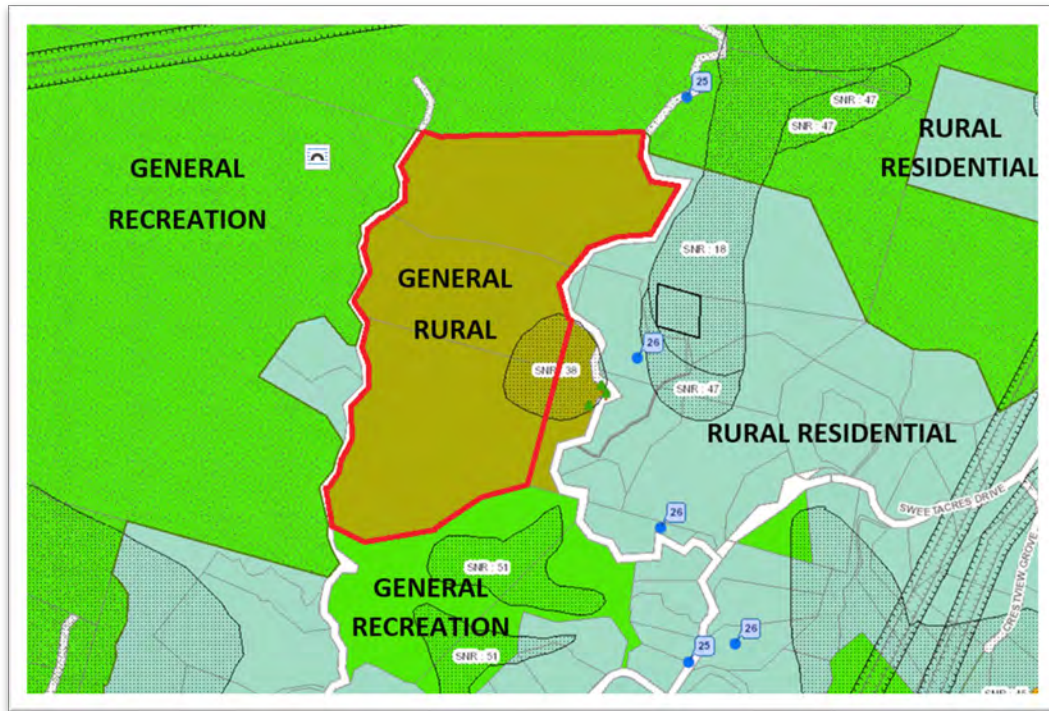 25
SNR : 47
SNR : 47
RURAL
RESIDENTIAL
GENERAL
RECREATION
SNR : 18
GENERAL
RURAL
26
SNR : 38
SNR : 47
RURAL RESIDENTIAL
SWEETACRES DRIVE
26
SNR : 51
CRESTVIEW GROVE
GENERAL
RECREATION
26
25
SNR : 51